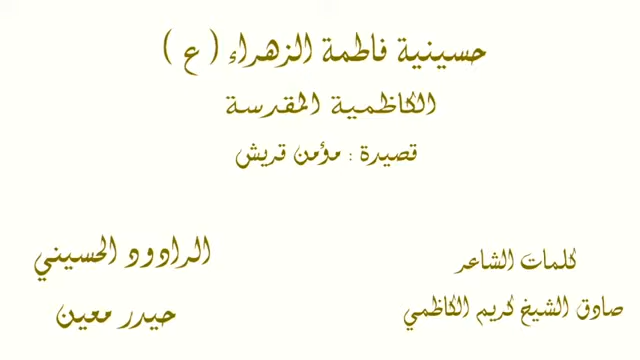 حسينية فاطمة الزهراء ( ع )
الكاظمية المقدسة
قصيدة : مؤمن قريش
كلمات الشاعر
صادق الشيخ كريم الكاظمي
الرادود الحسيني
حيدر معين